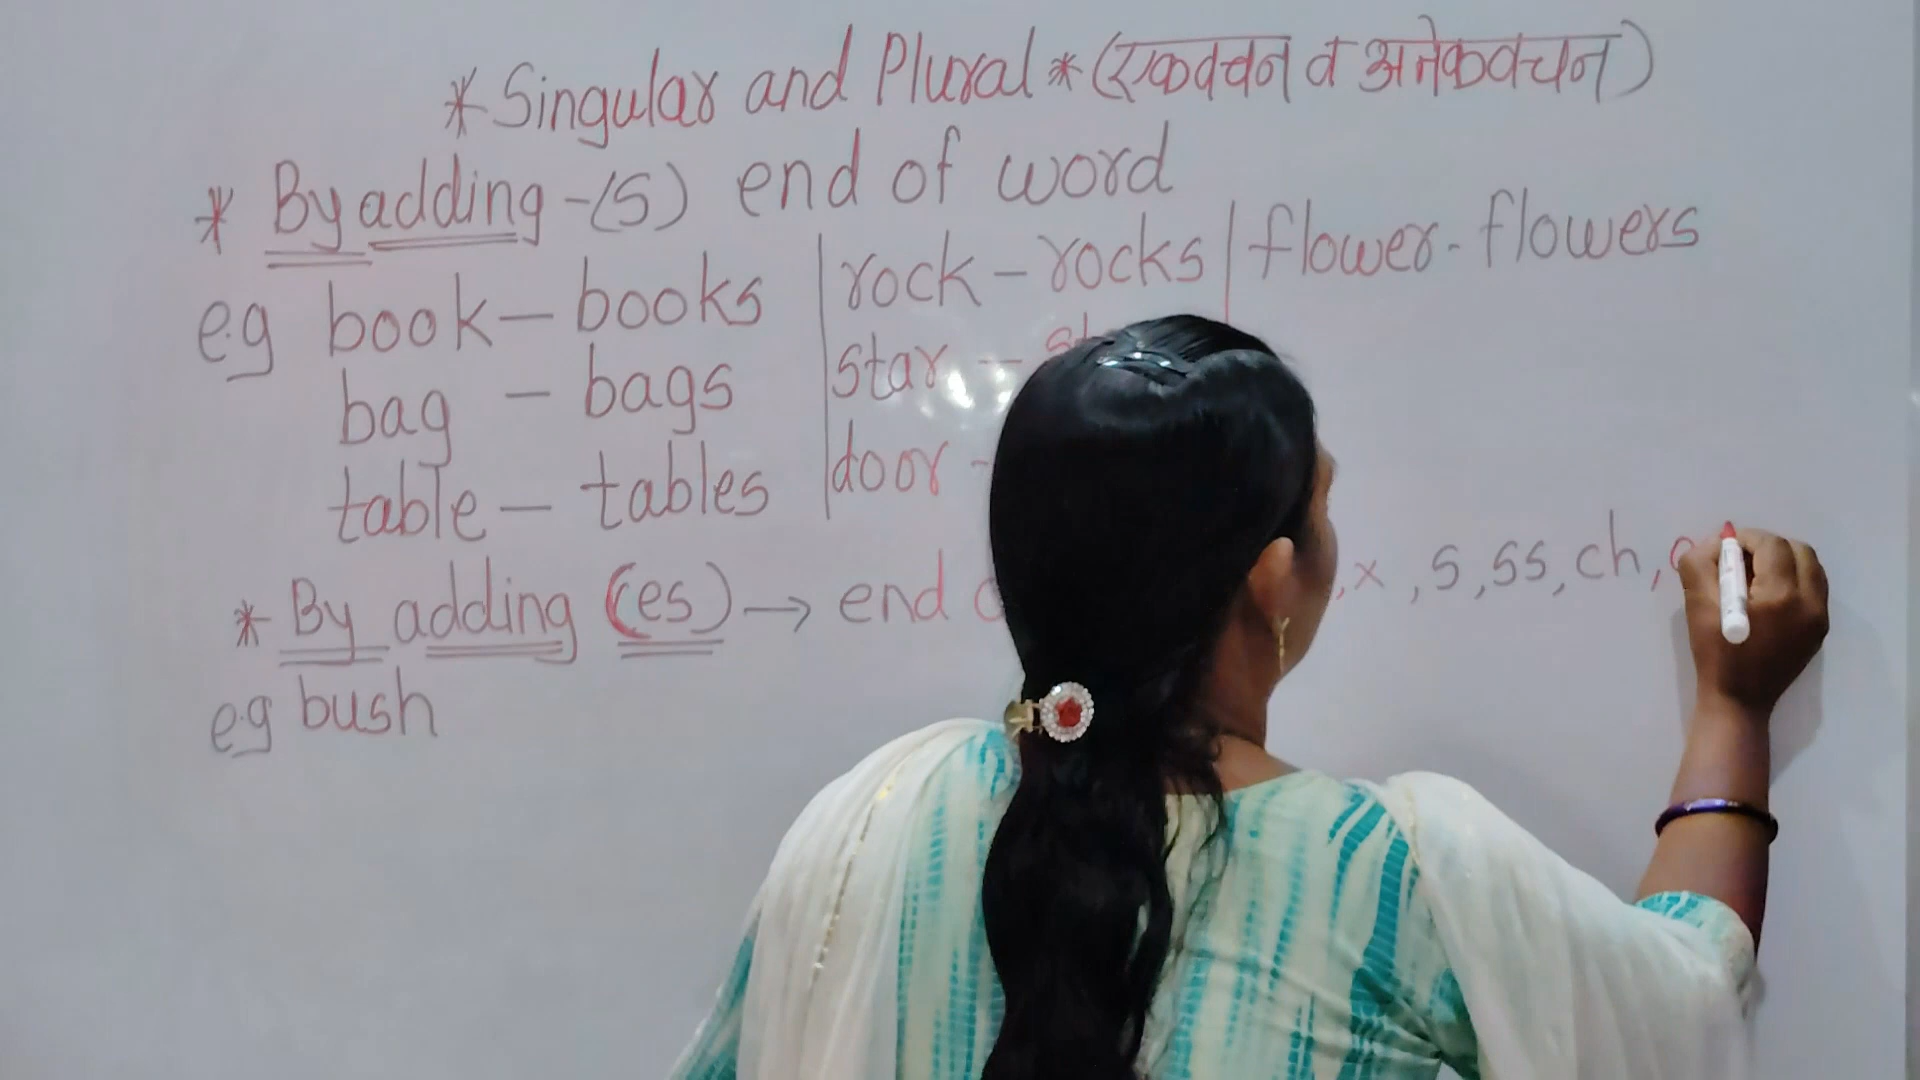 * Singular and Plural * (एकवचन व अनेकवचन)
* By adding -(s) end of word
e.g book - books | rock - rocks | flower - flowers
bag - bags | star -
table - tables | door -
* By adding (es) → end , x , s, ss, ch,
e.g bush